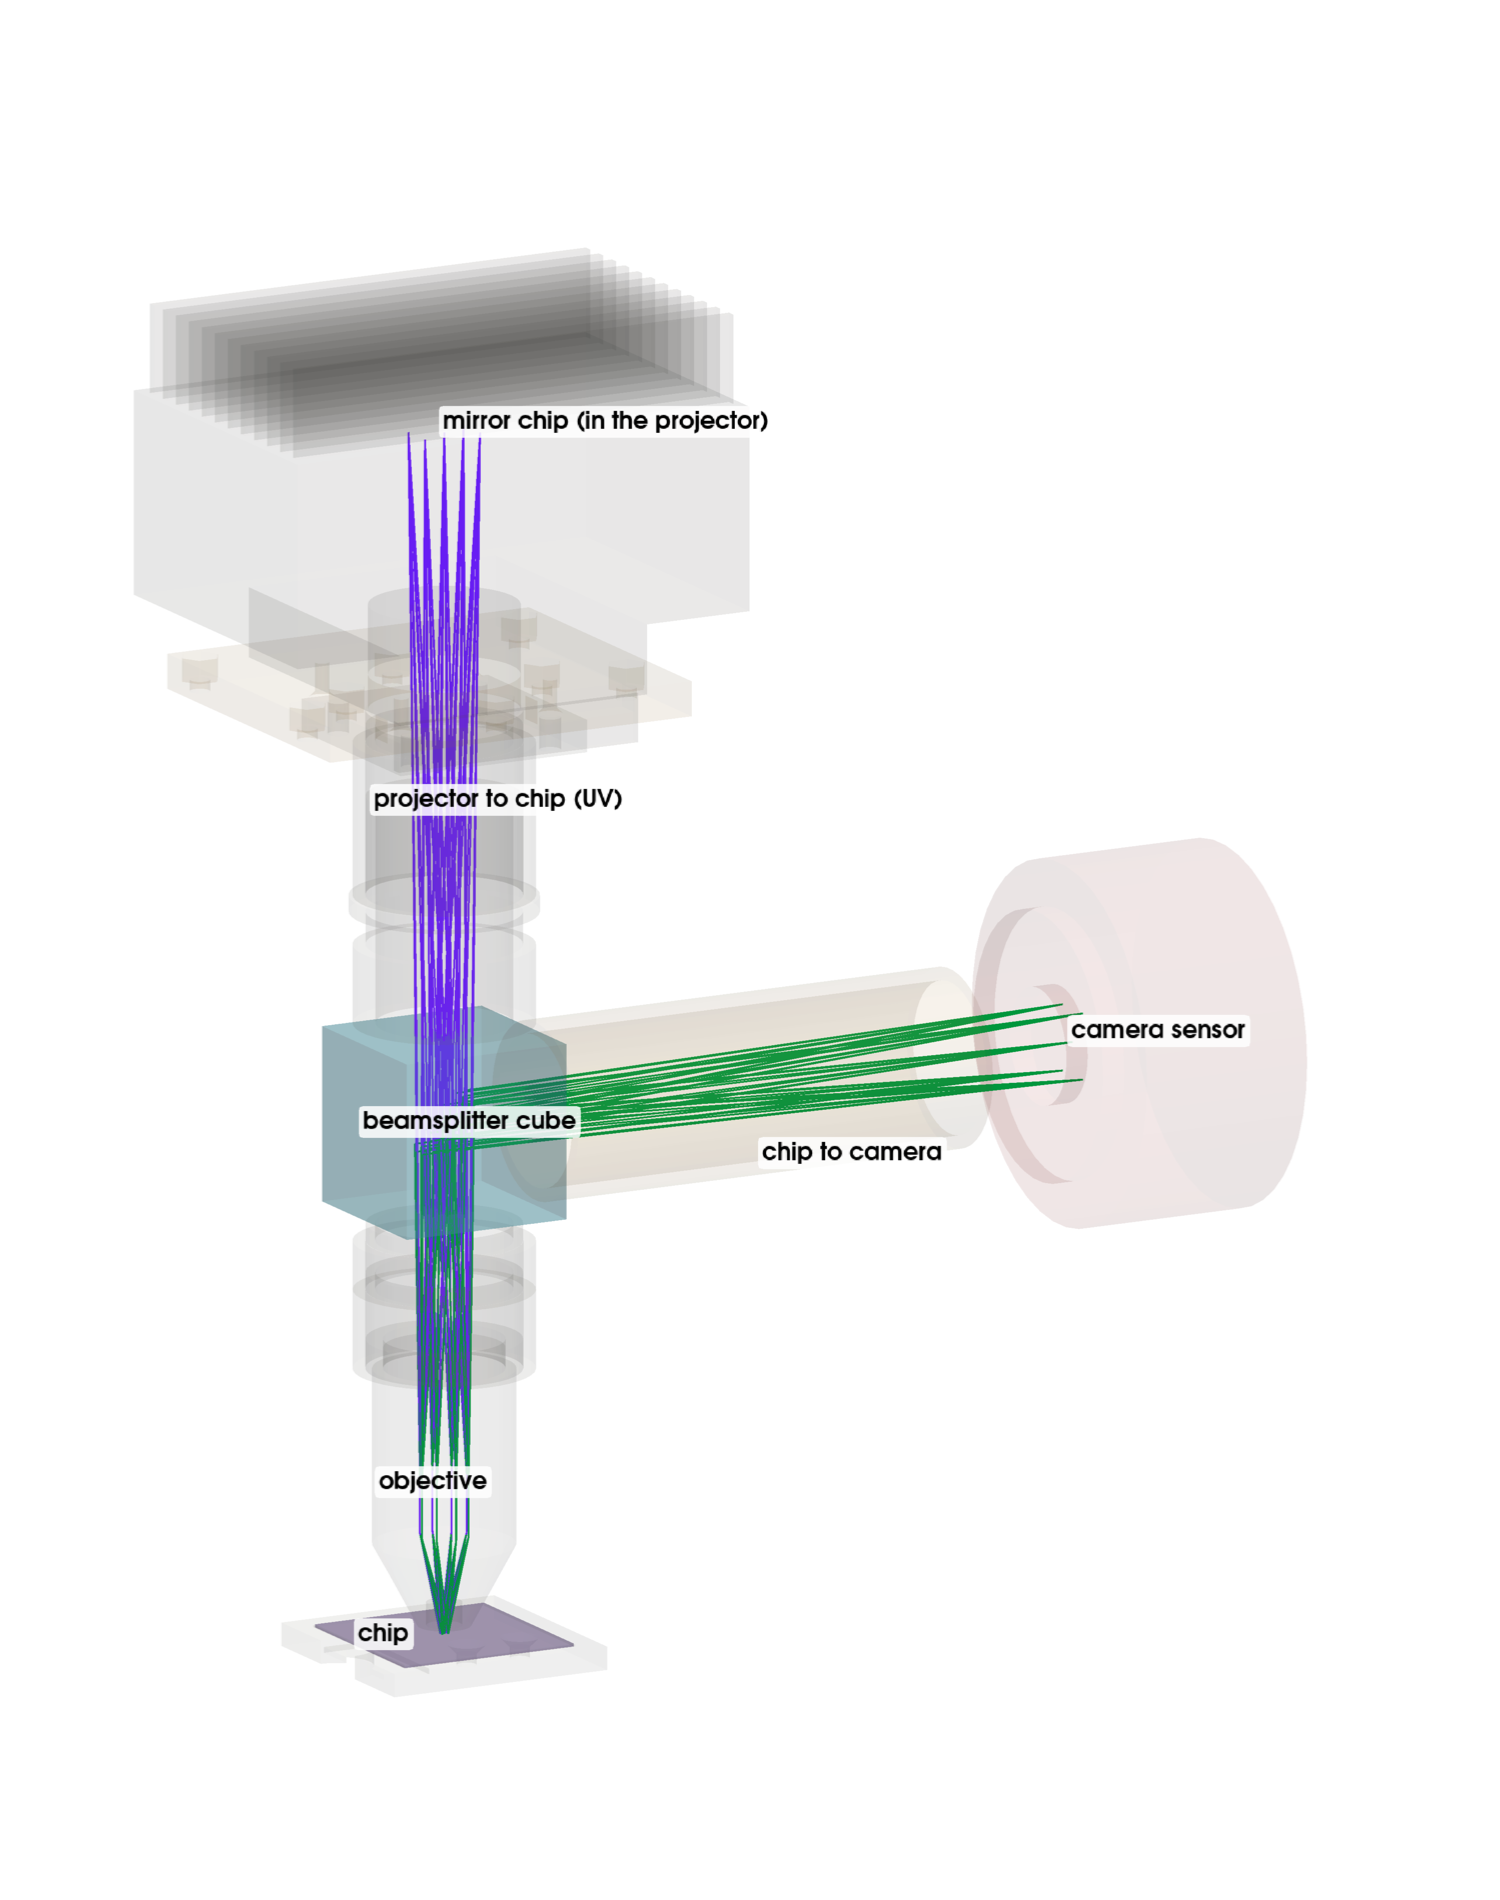 mirror chip (in the projector)
projector to chip (UV)
camera sensor
beamsplitter cube
chip to camera
objective
chip